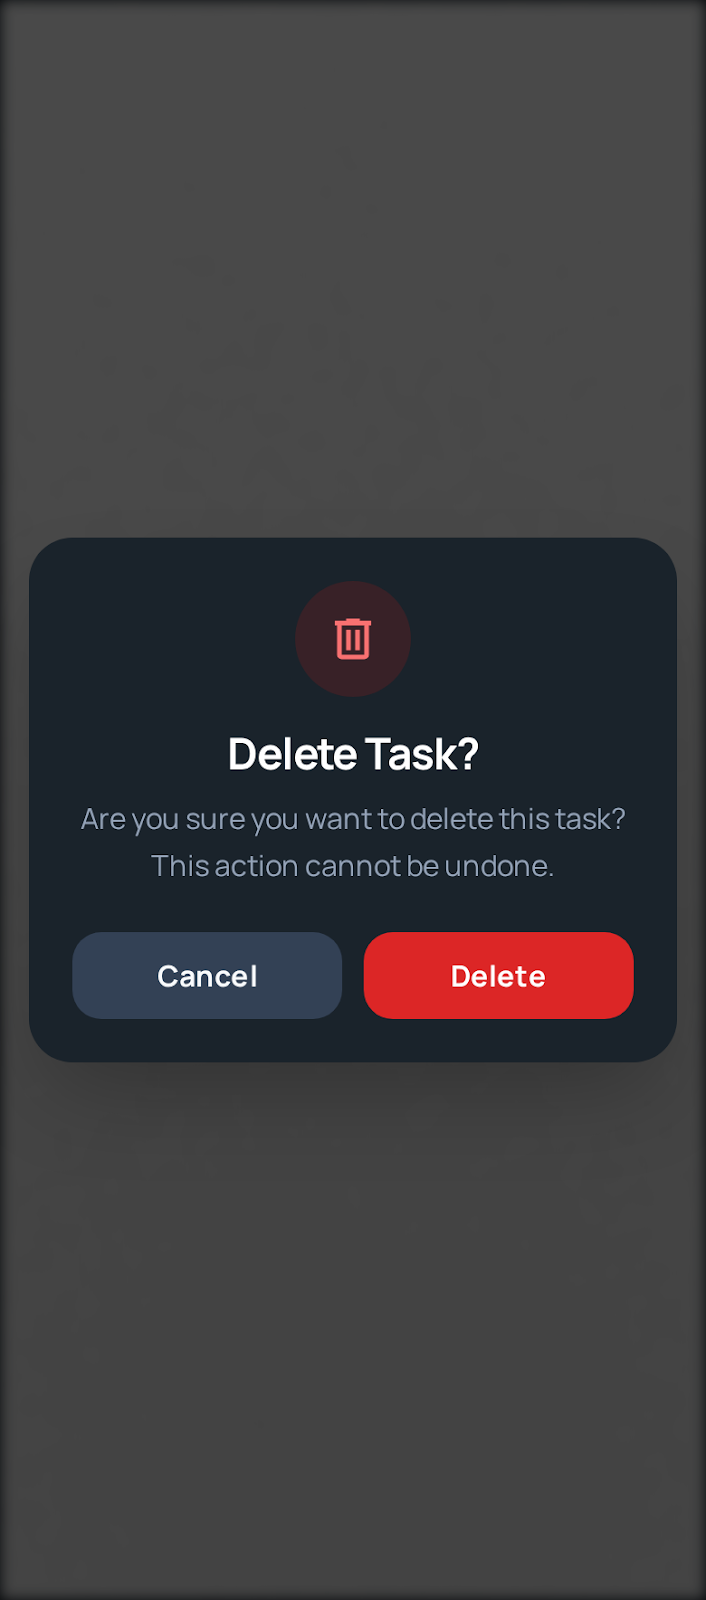 Delete Task?
Are you sure you want to delete this task?
This action cannot be undone.
Cancel
Delete